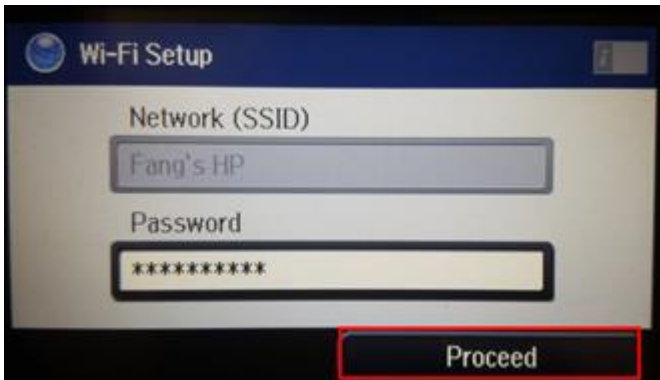 Wi-Fi Setup
Network (SSID)
Fang's HP
Password
**********
Proceed